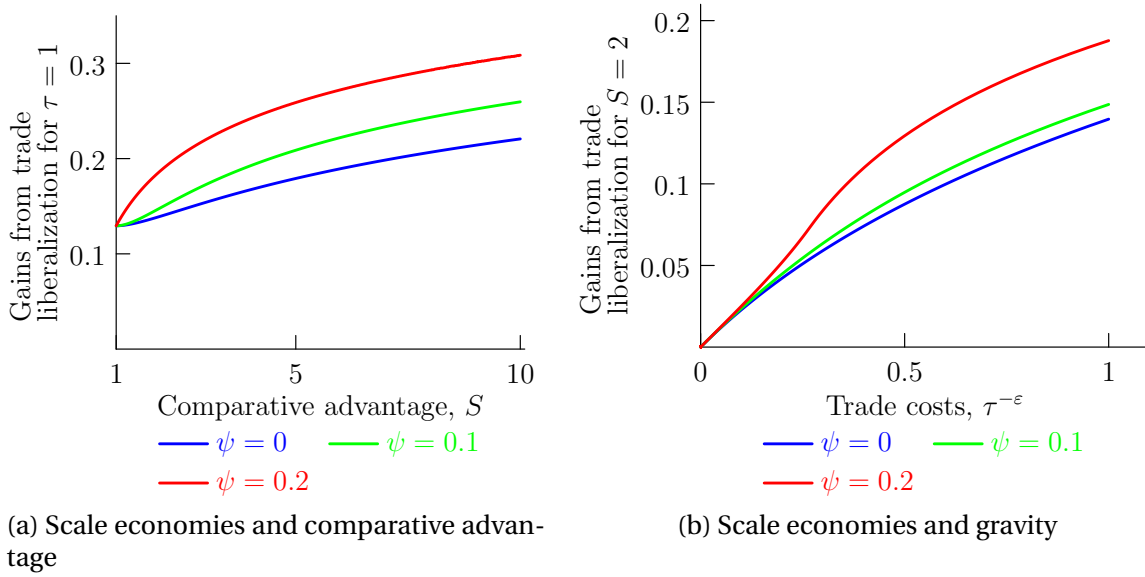 Gains from trade
liberalization for τ = 1
0.3
0.2
0.1
1
5
10
Comparative advantage, S
ψ = 0
ψ = 0.1
ψ = 0.2
(a) Scale economies and comparative advan-
tage
Gains from trade
liberalization for S = 2
0.2
0.15
0.1
0.05
0
0.5
1
Trade costs, τ^{−ε}
ψ = 0
ψ = 0.1
ψ = 0.2
(b) Scale economies and gravity